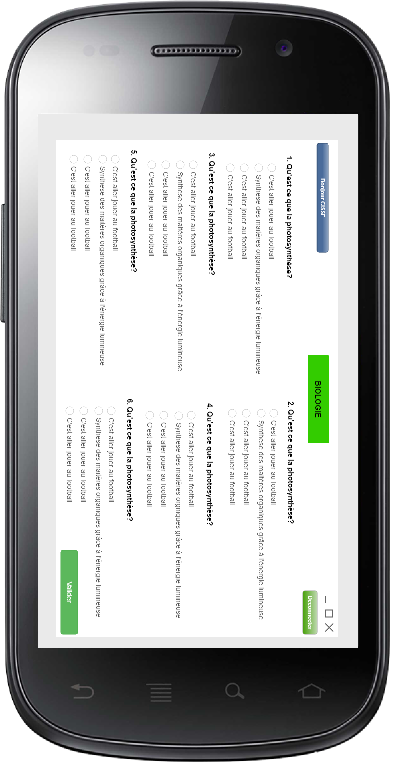 Bonjour CISSE
BIOLOGIE
Deconnecter
1. Qu'est ce que la photosynthèse?
C'est aller jouer au football
Synthèse des matières organiques grâce à l'énergie lumineuse
C'est aller jouer au football
C'est aller jouer au football
2. Qu'est ce que la photosynthèse?
C'est aller jouer au football
Synthèse des matières organiques grâce à l'énergie lumineuse
C'est aller jouer au football
C'est aller jouer au football
3. Qu'est ce que la photosynthèse?
C'est aller jouer au football
Synthèse des matières organiques grâce à l'énergie lumineuse
C'est aller jouer au football
C'est aller jouer au football
4. Qu'est ce que la photosynthèse?
C'est aller jouer au football
Synthèse des matières organiques grâce à l'énergie lumineuse
C'est aller jouer au football
C'est aller jouer au football
5. Qu'est ce que la photosynthèse?
C'est aller jouer au football
Synthèse des matières organiques grâce à l'énergie lumineuse
C'est aller jouer au football
C'est aller jouer au football
6. Qu'est ce que la photosynthèse?
C'est aller jouer au football
Synthèse des matières organiques grâce à l'énergie lumineuse
C'est aller jouer au football
C'est aller jouer au football
Valider